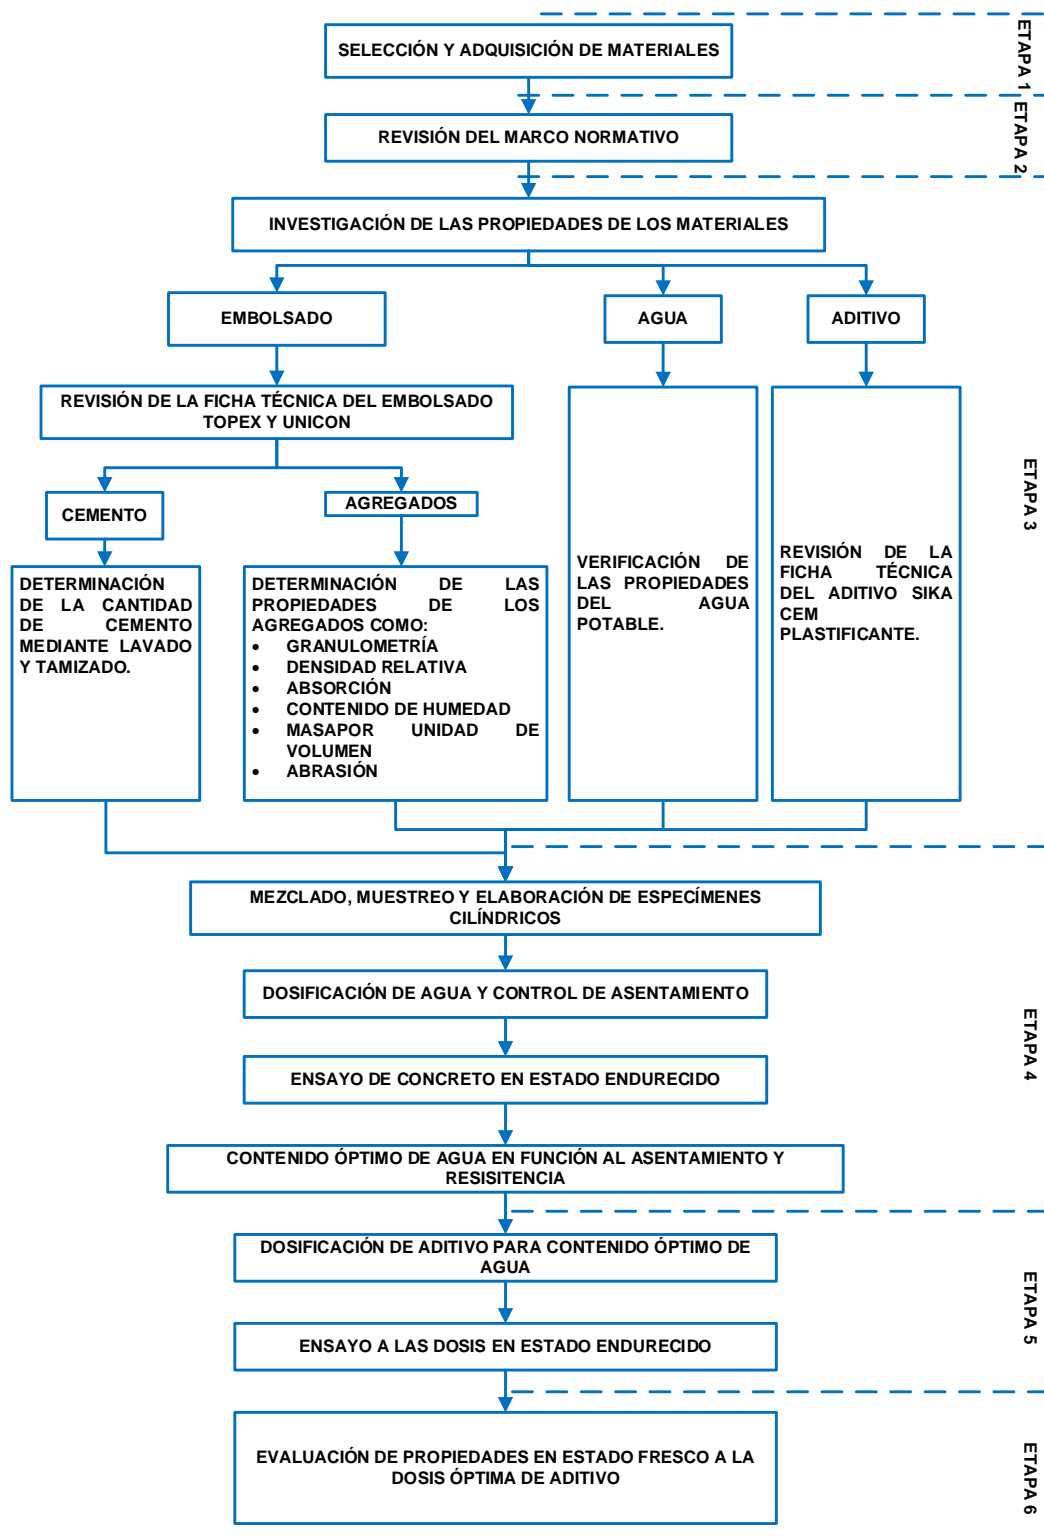 SELECCIÓN Y ADQUISICIÓN DE MATERIALES
ETAPA 1
REVISIÓN DEL MARCO NORMATIVO
ETAPA 2
INVESTIGACIÓN DE LAS PROPIEDADES DE LOS MATERIALES
EMBOLSADO
AGUA
ADITIVO
REVISIÓN DE LA FICHA TÉCNICA DEL EMBOLSADO
TOPEX Y UNICON
CEMENTO
AGREGADOS
ETAPA 3
DETERMINACIÓN
DE LA CANTIDAD
DE CEMENTO
MEDIANTE LAVADO
Y TAMIZADO.
DETERMINACIÓN DE LAS
PROPIEDADES DE LOS
AGREGADOS COMO:
• GRANULOMETRÍA
• DENSIDAD RELATIVA
• ABSORCIÓN
• CONTENIDO DE HUMEDAD
• MASAPOR UNIDAD DE
VOLUMEN
• ABRASIÓN
VERIFICACIÓN DE
LAS PROPIEDADES
DEL AGUA
POTABLE.
REVISIÓN DE LA
FICHA TÉCNICA
DEL ADITIVO SIKA
CEM
PLASTIFICANTE.
MEZCLADO, MUESTREO Y ELABORACIÓN DE ESPECÍMENES
CILÍNDRICOS
DOSIFICACIÓN DE AGUA Y CONTROL DE ASENTAMIENTO
ETAPA 4
ENSAYO DE CONCRETO EN ESTADO ENDURECIDO
CONTENIDO ÓPTIMO DE AGUA EN FUNCIÓN AL ASENTAMIENTO Y
RESISITENCIA
DOSIFICACIÓN DE ADITIVO PARA CONTENIDO ÓPTIMO DE
AGUA
ETAPA 5
ENSAYO A LAS DOSIS EN ESTADO ENDURECIDO
EVALUACIÓN DE PROPIEDADES EN ESTADO FRESCO A LA
DOSIS ÓPTIMA DE ADITIVO
ETAPA 6